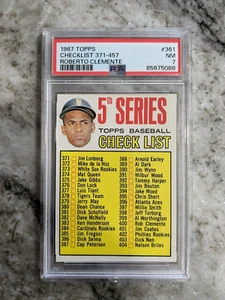 1967 TOPPS #361
CHECKLIST 371-457 NM
ROBERTO CLEMENTE 7
PSA 85675086
5th SERIES
TOPPS BASEBALL
CHECK LIST
371 Jim Lonborg 388 Arnold Earley
372 Mike de la Hoz 389 Al Dark
373 White Sox Rookies 390 Jim Wynn
374 Mel Queen 391 Wilbur Wood
375 Jake Gibbs 392 Tommy Harper
376 Don Lock 393 Jim Bouton
377 Luis Tiant 394 Jake Wood
378 Tigers Team 395 Chris Short
379 Jerry May 396 Atlanta Aces
380 Dean Chance 397 Willie Smith
381 Dick Schofield 398 Jeff Torborg
382 Dave McNally 399 Al Worthington
383 Ken Henderson 400 Bob Clemente
384 Cardinals Rookies 401 Jim Coates
385 Jim Fregosi 402 Phillies Rookies
386 Dick Selma 403 Dick Nen
387 Cap Peterson 404 Nelson Briles